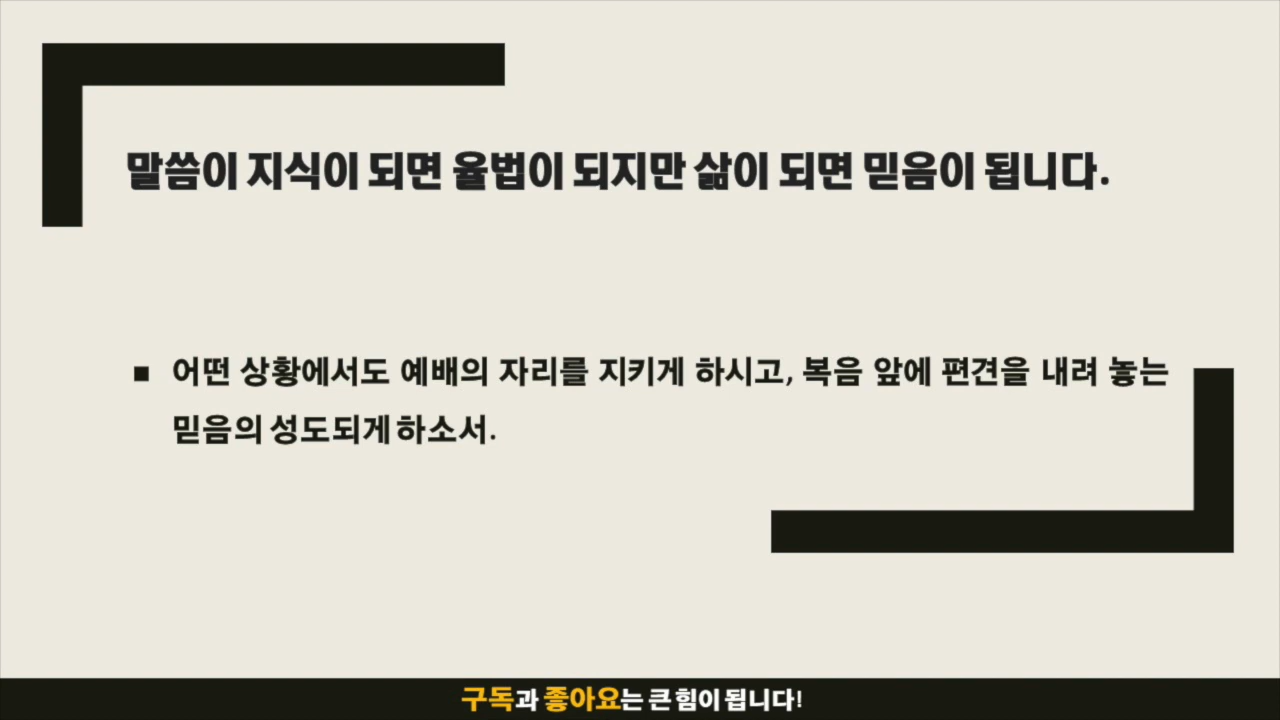 말씀이 지식이 되면 율법이 되지만 삶이 되면 믿음이 됩니다.
■ 어떤 상황에서도 예배의 자리를 지키게 하시고, 복음 앞에 편견을 내려 놓는
믿음의 성도되게 하소서.
구독과 좋아요는 큰 힘이 됩니다!